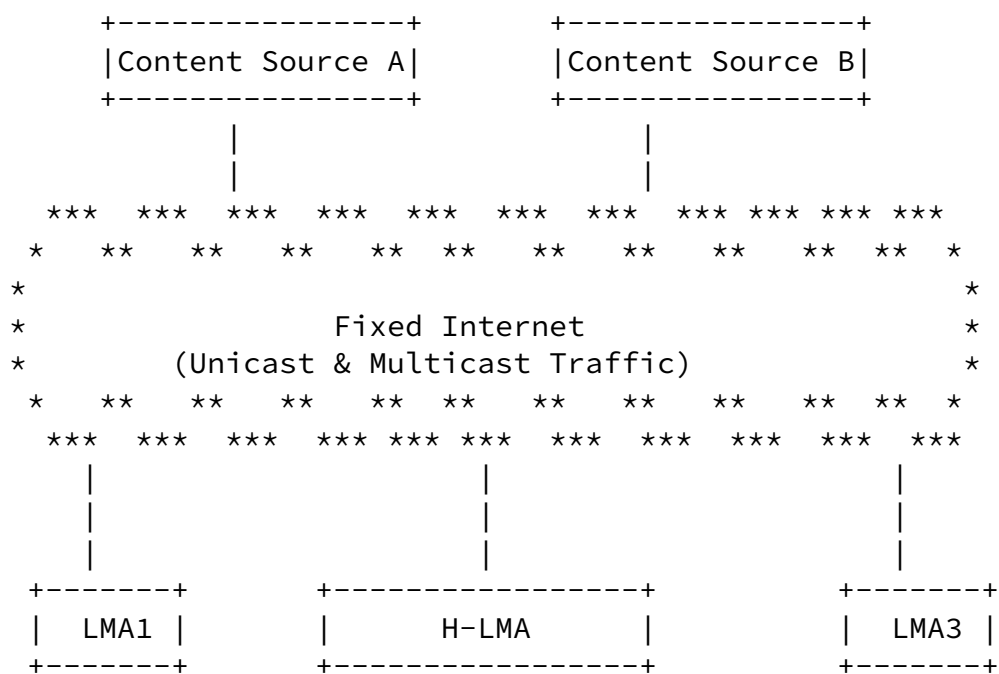 Content Source A Content Source B
Fixed Internet
(Unicast & Multicast Traffic)
LMA1 H-LMA LMA3